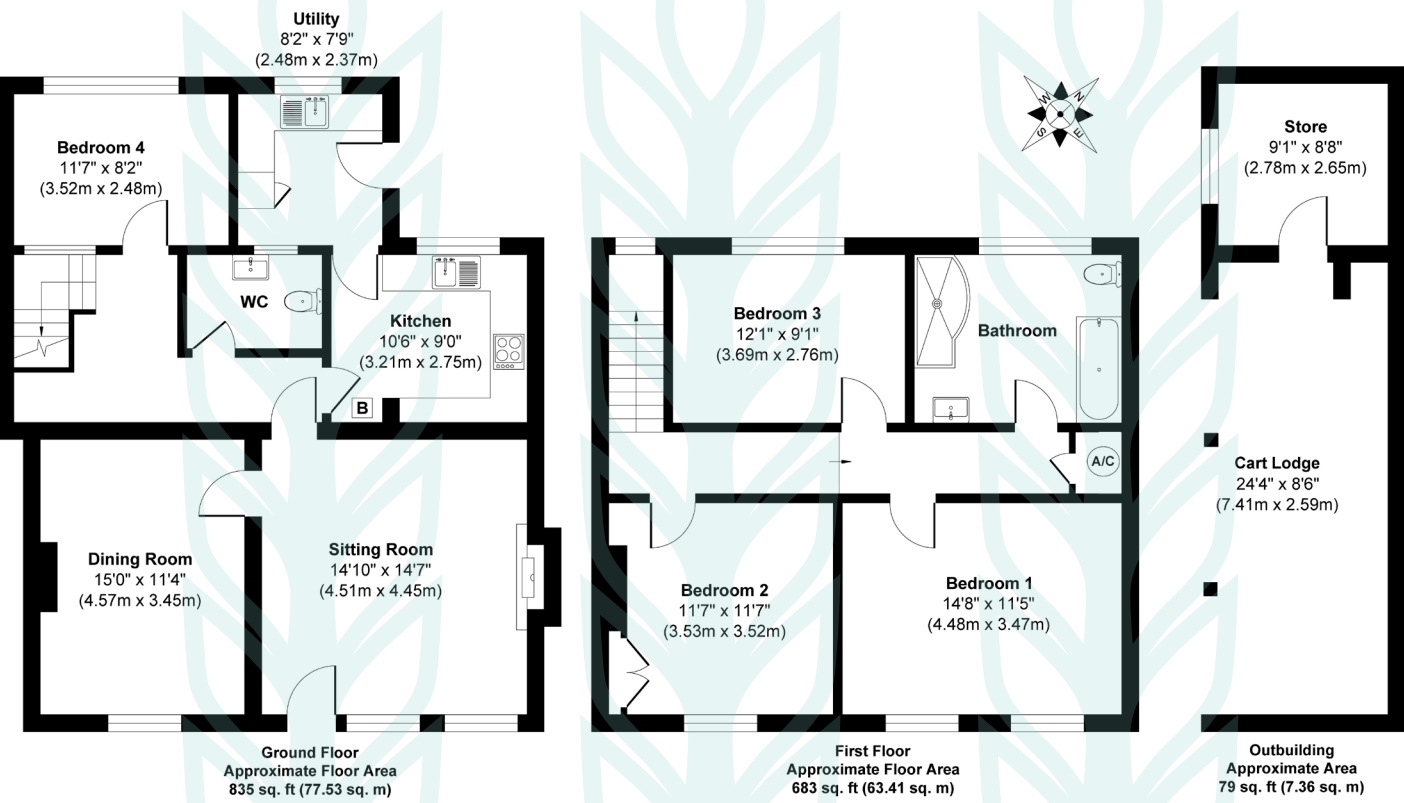 Utility
8'2" x 7'9"
(2.48m x 2.37m)
Bedroom 4
11'7" x 8'2"
(3.52m x 2.48m)
WC
Kitchen
10'6" x 9'0"
(3.21m x 2.75m)
B
Dining Room
15'0" x 11'4"
(4.57m x 3.45m)
Sitting Room
14'10" x 14'7"
(4.51m x 4.45m)
Ground Floor
Approximate Floor Area
835 sq. ft (77.53 sq. m)
W
N
S
E
Bedroom 3
12'1" x 9'1"
(3.69m x 2.76m)
Bathroom
A/C
Bedroom 2
11'7" x 11'7"
(3.53m x 3.52m)
Bedroom 1
14'8" x 11'5"
(4.48m x 3.47m)
First Floor
Approximate Floor Area
683 sq. ft (63.41 sq. m)
Store
9'1" x 8'8"
(2.78m x 2.65m)
Cart Lodge
24'4" x 8'6"
(7.41m x 2.59m)
Outbuilding
Approximate Area
79 sq. ft (7.36 sq. m)